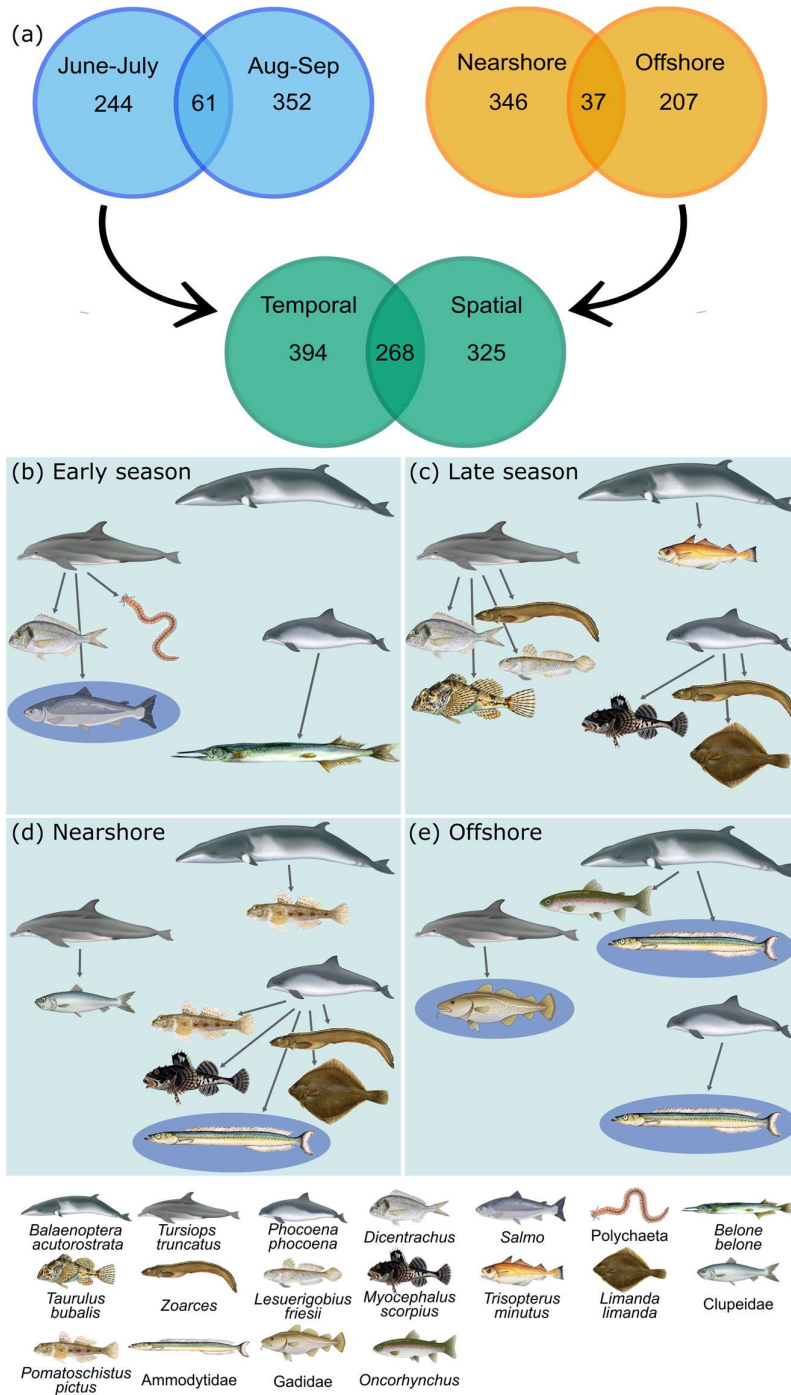 (a)
June-July
Aug-Sep
244
61
352
Nearshore
Offshore
346
37
207
Temporal
Spatial
394
268
325
(b) Early season
(c) Late season
(d) Nearshore
(e) Offshore
Balaenoptera
acutorostrata
Tursiops
truncatus
Phocoena
phocoena
Dicentrachus
Salmo
Polychaeta
Belone
belone
Taurulus
bubalis
Zoarces
Lesuerigobius
friesii
Myocephalus
scorpius
Trisopterus
minutus
Limanda
limanda
Clupeidae
Pomatoschistus
pictus
Ammodytidae
Gadidae
Oncorhynchus